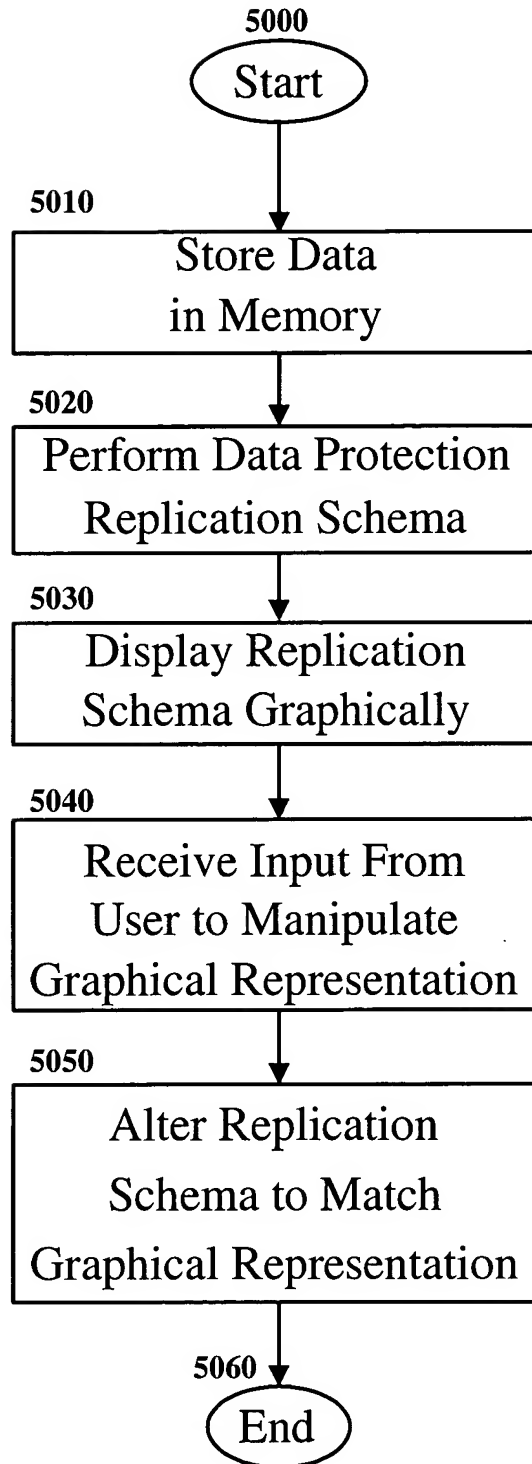 5000
Start
5010
Store Data
in Memory
5020
Perform Data Protection
Replication Schema
5030
Display Replication
Schema Graphically
5040
Receive Input From
User to Manipulate
Graphical Representation
5050
Alter Replication
Schema to Match
Graphical Representation
5060
End